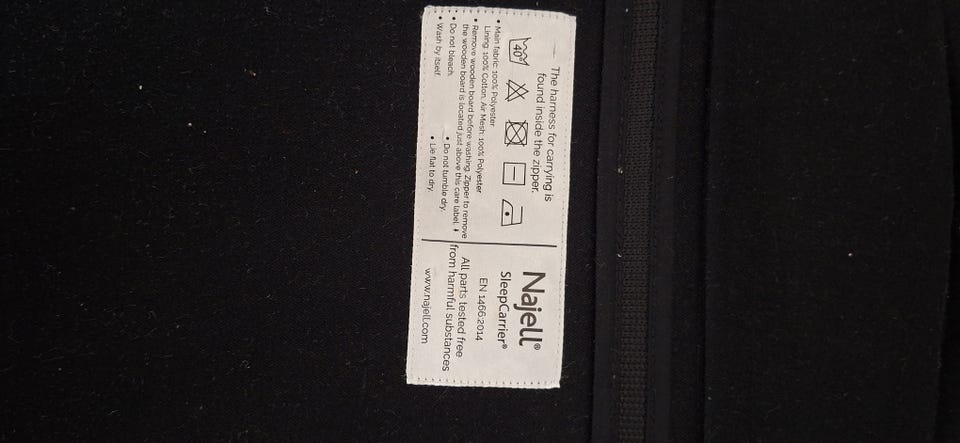 The harness for carrying is
found inside the zipper.
40°
• Main fabric: 100% Polyester
Lining: 100% Cotton, Air Mesh: 100% Polyester
• Remove wooden board before washing. Zipper to remove
the wooden board is located just above this care label.
• Do not bleach.
• Do not tumble dry.
• Wash by itself.
• Lie flat to dry.
Najell®
SleepCarrier®
EN 1466:2014
All parts tested free
from harmful substances
www.najell.com